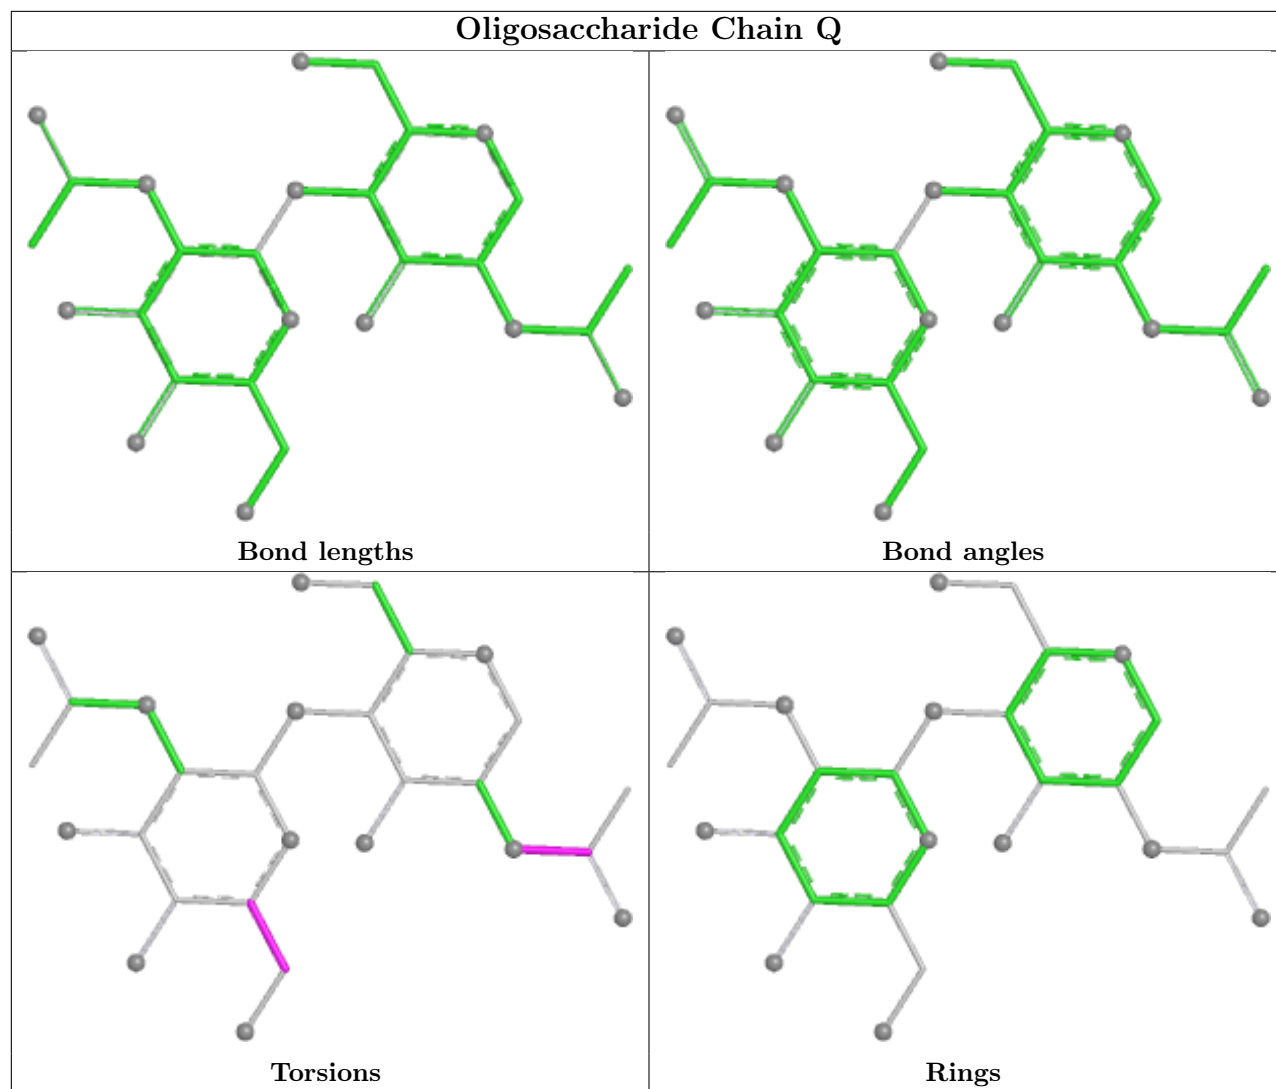 Oligosaccharide Chain Q
Bond lengths
Bond angles
Torsions
Rings